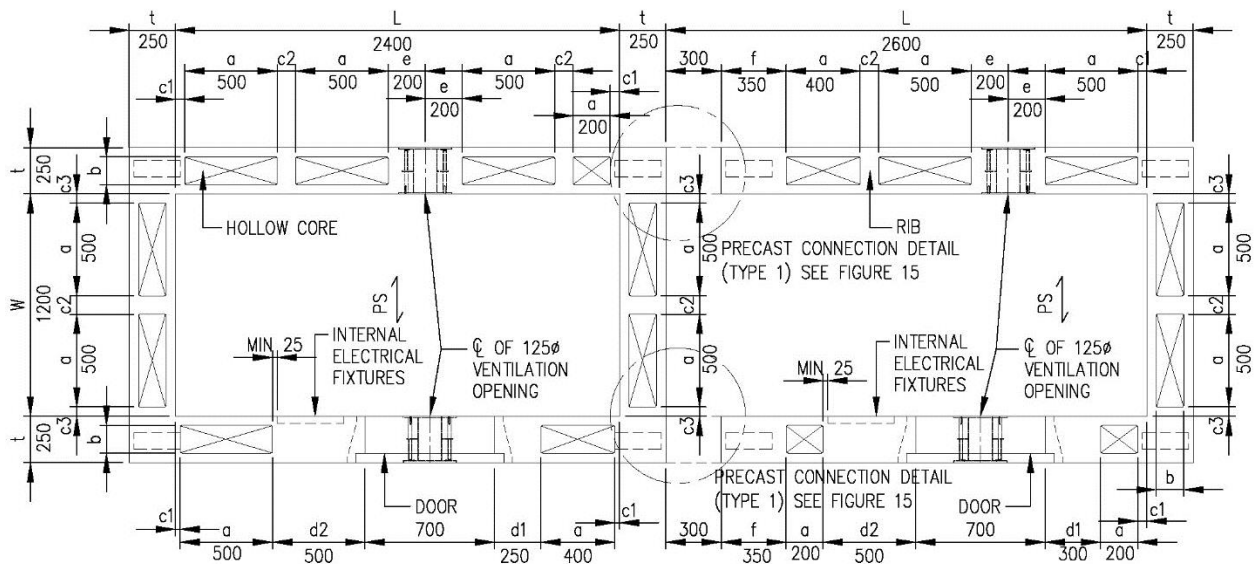 t L t L t
250 2400 250 2600 250
a c2 a e a c2 300 f a c2 a e a c1
500 500 200 500 c1 350 400 500 200 500
c1 e a e
200 200 200
t 250 b c3
c3
c3
HOLLOW CORE
RIB
PRECAST CONNECTION DETAIL
(TYPE 1) SEE FIGURE 15
a 500
a 500
a 500
W 1200
c2
c2
c2
PS
PS
MIN 25
INTERNAL
ELECTRICAL
FIXTURES
℄ OF 125ø
VENTILATION
OPENING
MIN 25
INTERNAL
ELECTRICAL
FIXTURES
℄ OF 125ø
VENTILATION
OPENING
a 500
a 500
a 500
t 250 b c3
c3
c3
PRECAST CONNECTION DETAIL
(TYPE 1) SEE FIGURE 15
DOOR
DOOR
b
c1 a d2 700 d1 a c1 300 f a d2 700 d1 a c1
500 500 250 400 350 200 500 300 200